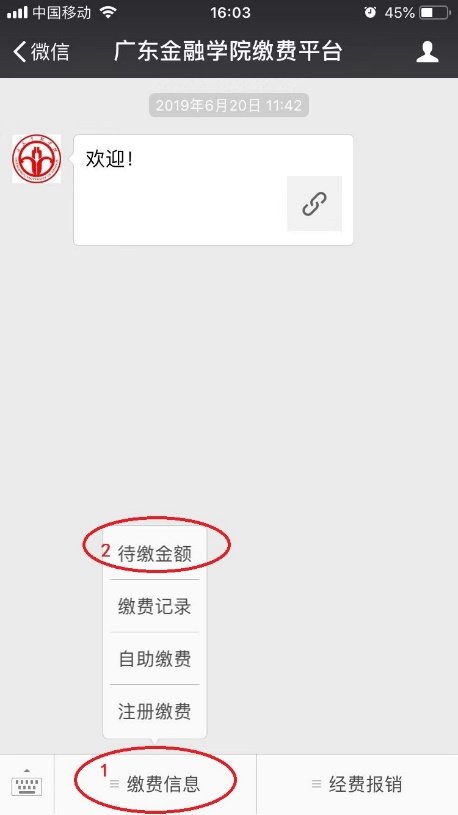 中国移动 16:03 45%
微信 广东金融学院缴费平台
2019年6月20日 11:42
欢迎！
2 待缴金额
缴费记录
自助缴费
注册缴费
1 缴费信息 经费报销